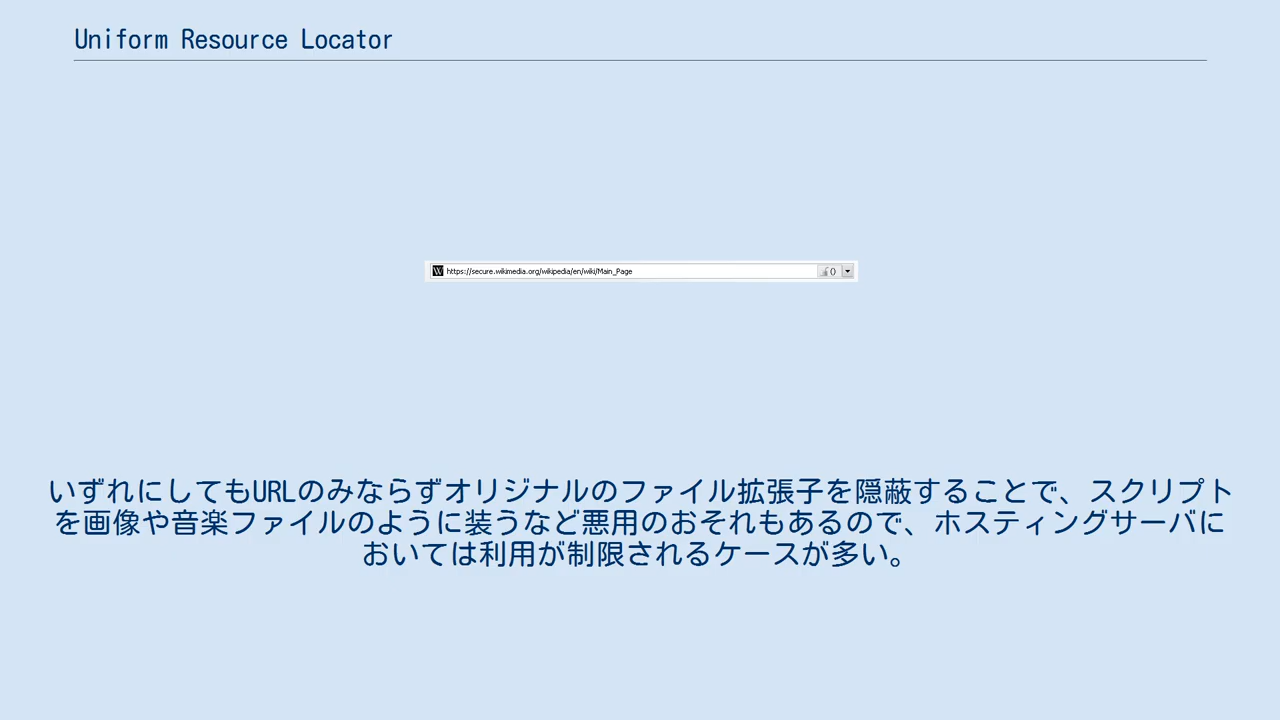 Uniform Resource Locator
W https://secure.wikimedia.org/wikipedia/en/wiki/Main_Page 0
いずれにしてもURLのみならずオリジナルのファイル拡張子を隠蔽することで、スクリプト
を画像や音楽ファイルのように装うなど悪用のおそれもあるので、ホスティングサーバに
おいては利用が制限されるケースが多い。